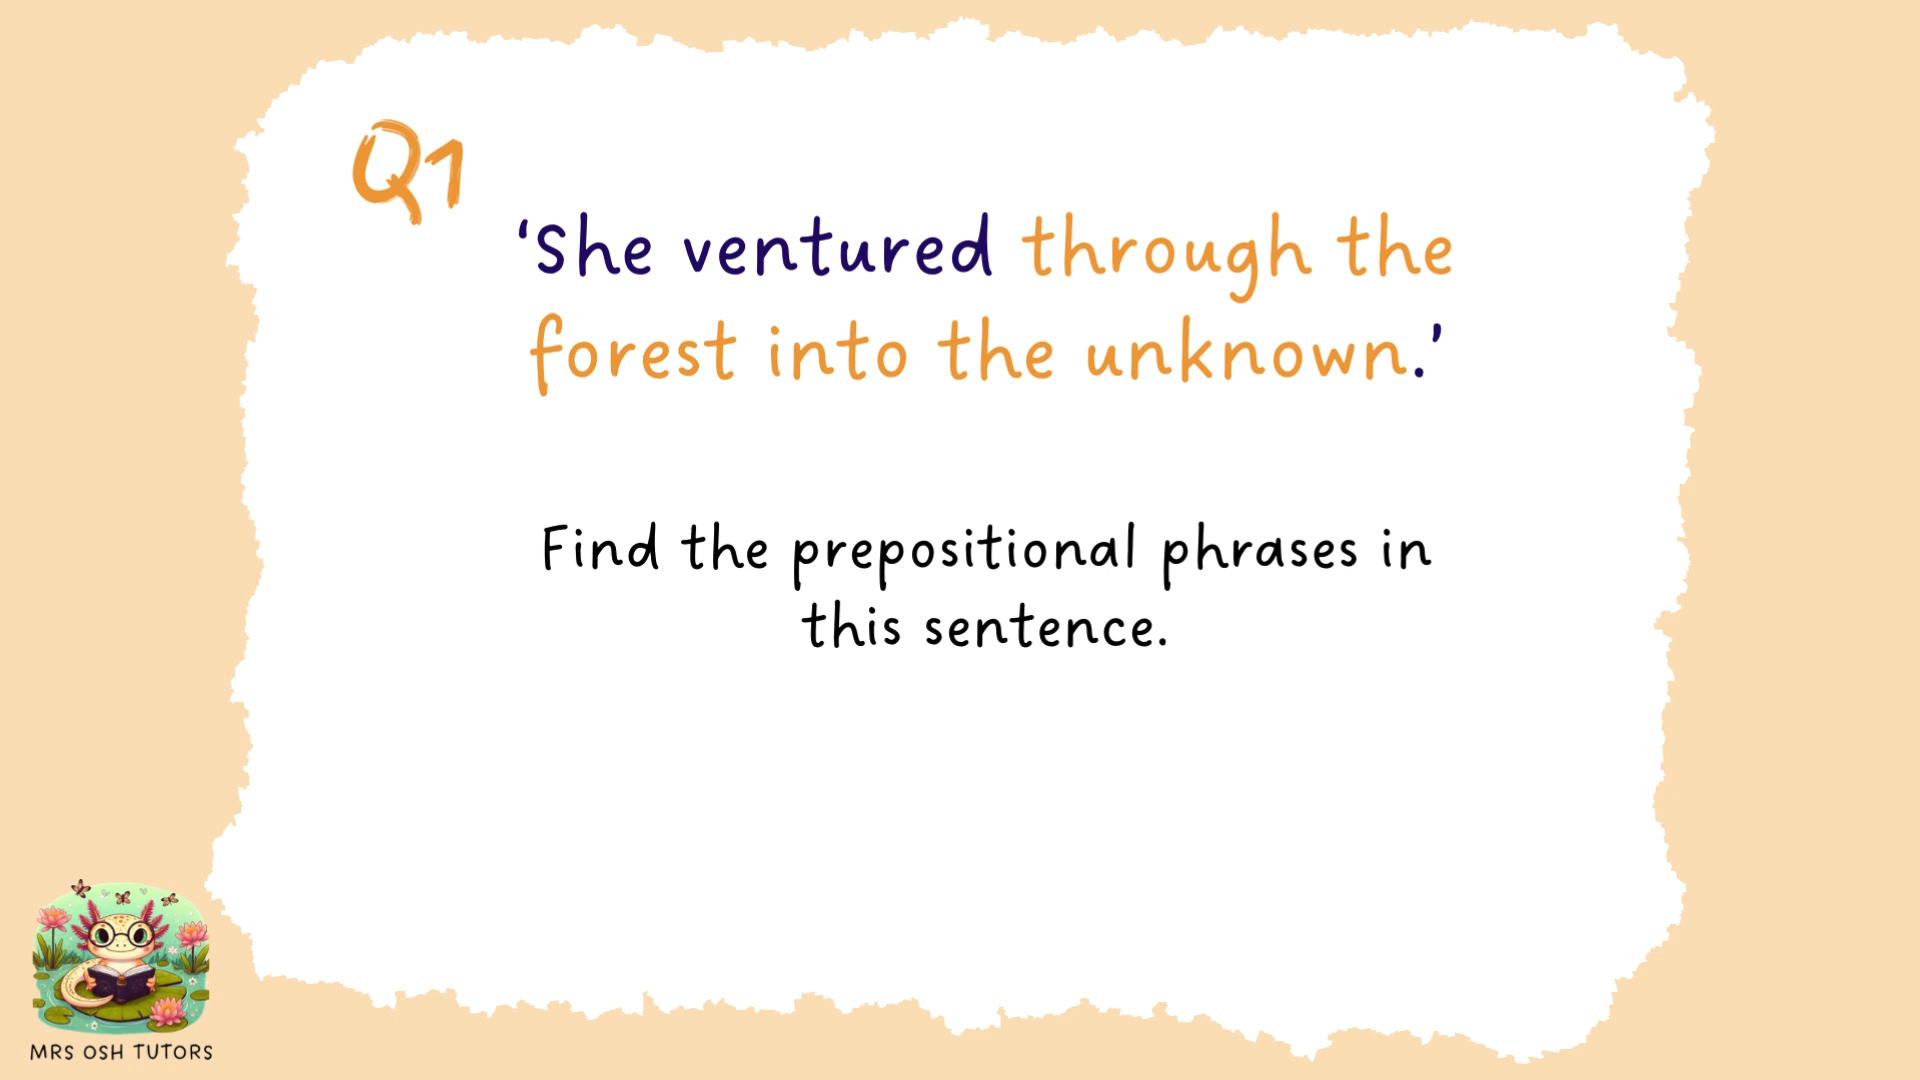 Q1
‘She ventured through the
forest into the unknown.’
Find the prepositional phrases in
this sentence.
MRS OSH TUTORS